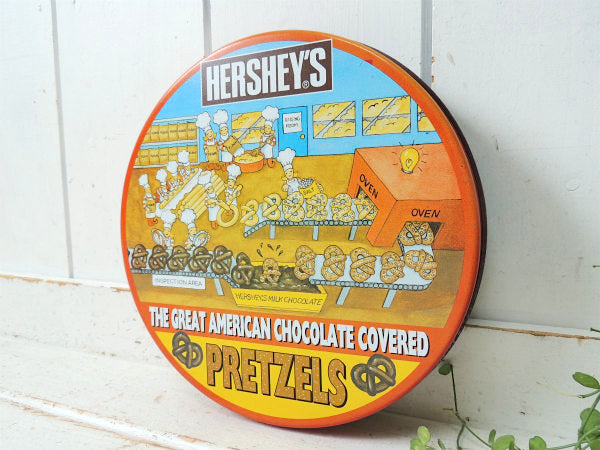 HERSHEY'S®
OVEN
OVEN
INSPECTION AREA
HERSHEY'S MILK CHOCOLATE
THE GREAT AMERICAN CHOCOLATE COVERED
PRETZELS